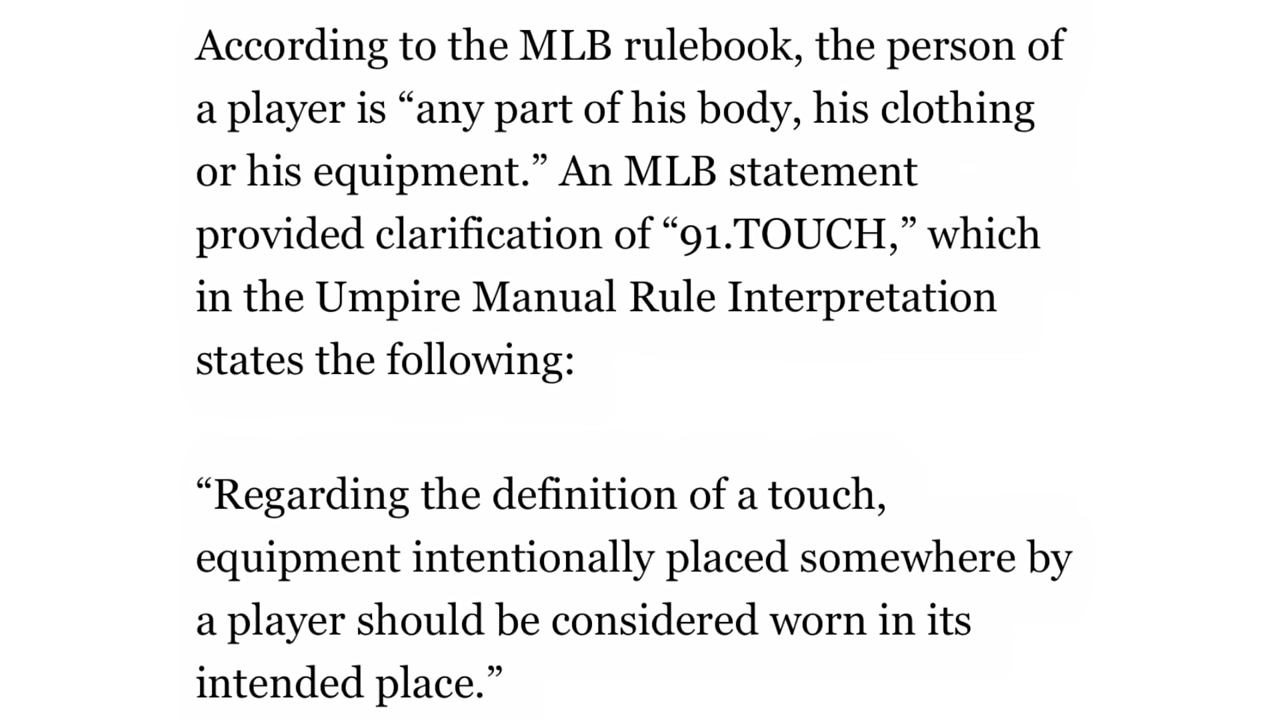 According to the MLB rulebook, the person of
a player is “any part of his body, his clothing
or his equipment.” An MLB statement
provided clarification of “91.TOUCH,” which
in the Umpire Manual Rule Interpretation
states the following:
“Regarding the definition of a touch,
equipment intentionally placed somewhere by
a player should be considered worn in its
intended place.”